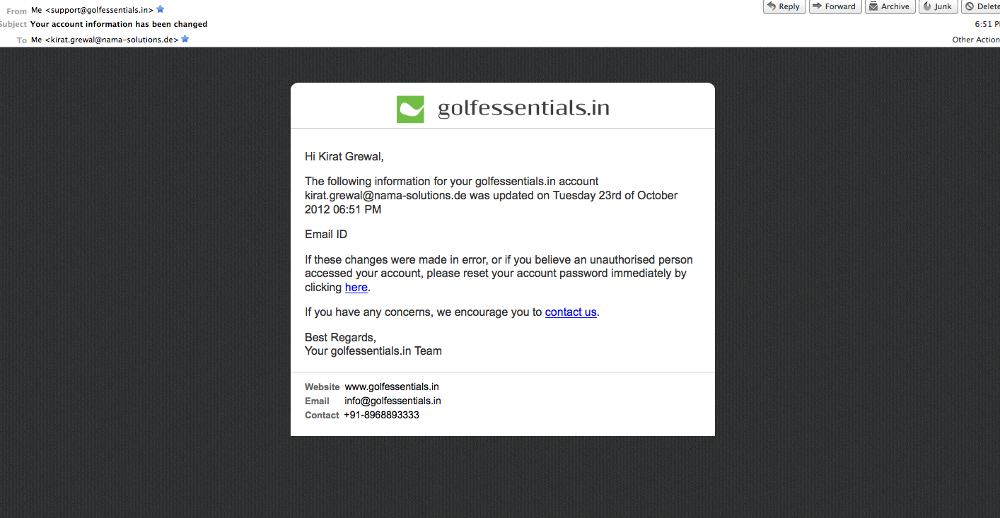 From Me <support@golfessentials.in>
Subject Your account information has been changed
To Me <kirat.grewal@nama-solutions.de>
Reply Forward Archive Junk Delete
6:51 P
Other Action
golfessentials.in
Hi Kirat Grewal,
The following information for your golfessentials.in account
kirat.grewal@nama-solutions.de was updated on Tuesday 23rd of October
2012 06:51 PM
Email ID
If these changes were made in error, or if you believe an unauthorised person
accessed your account, please reset your account password immediately by
clicking here.
If you have any concerns, we encourage you to contact us.
Best Regards,
Your golfessentials.in Team
Website www.golfessentials.in
Email info@golfessentials.in
Contact +91-8968893333